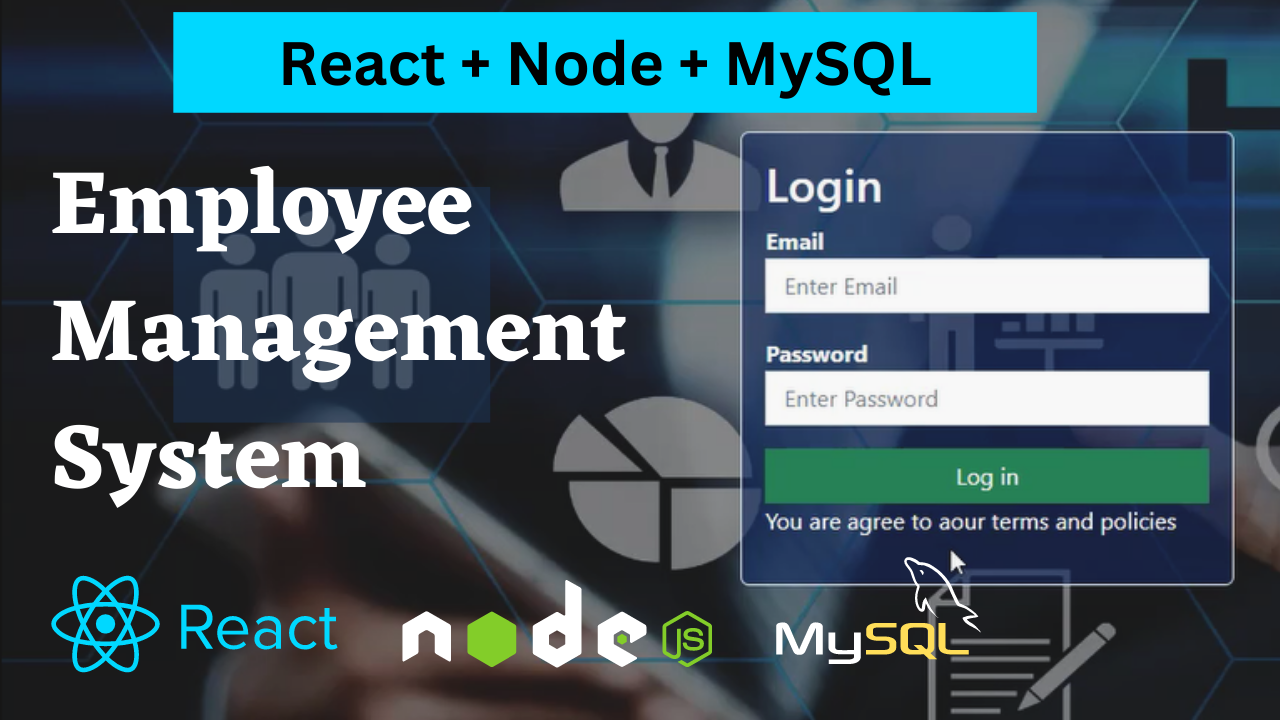 React + Node + MySQL
Employee
Management
System
Login
Email
Enter Email
Password
Enter Password
Log in
You are agree to aour terms and policies
React
node
JS
MySQL